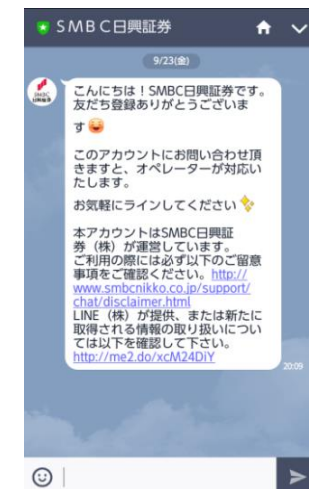 SMBC日興証券
9/23(金)
SMBC
日興証券
こんにちは！SMBC日興証券です。
友だち登録ありがとうございま
す
このアカウントにお問い合わせ頂
きますと、オペレーターが対応い
たします。
お気軽にラインしてください
本アカウントはSMBC日興証
券（株）が運営しています。
ご利用の際には必ず以下のご留意
事項をご確認ください。http://
www.smbcnikko.co.jp/support/
chat/disclaimer.html
LINE（株）が提供、または新たに
取得される情報の取り扱いについ
ては以下を確認して下さい。
http://me2.do/xcM24DiY
20:09